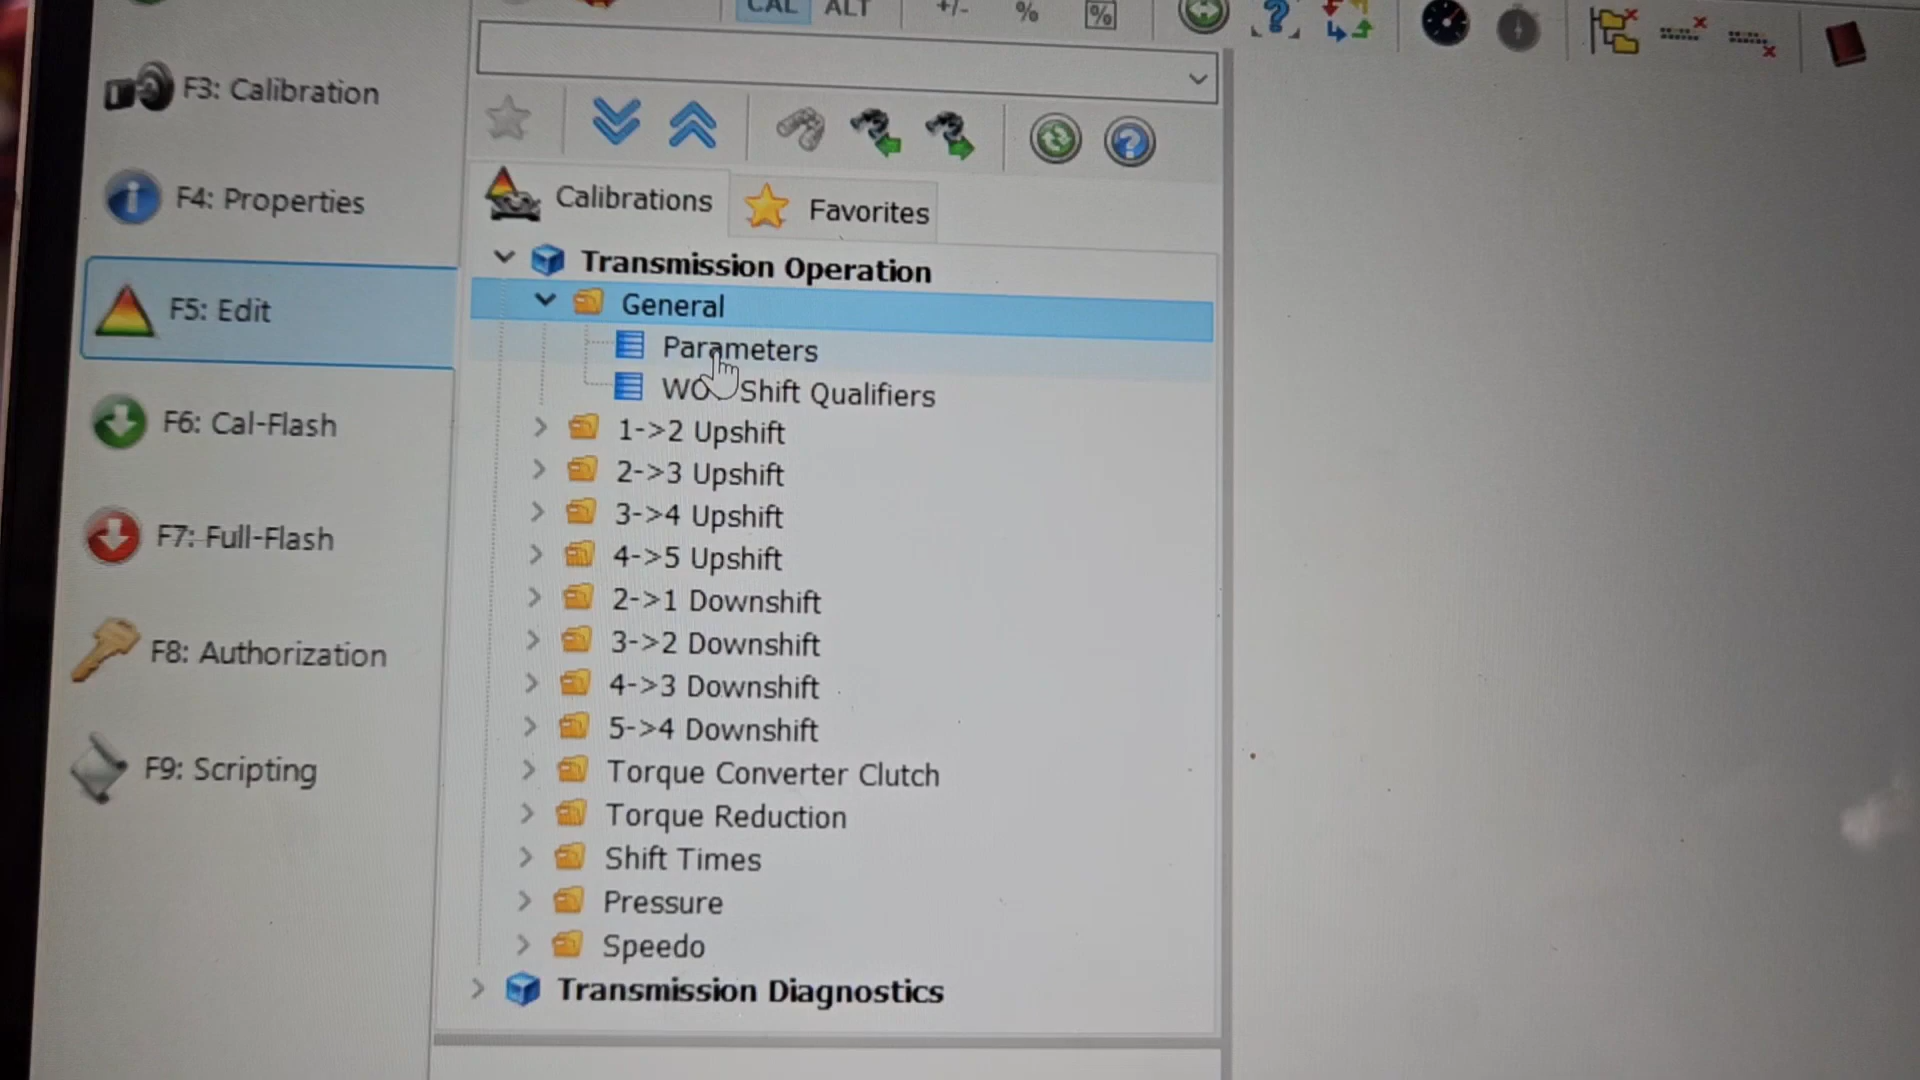 CAL ALT +/- % %
F3: Calibration
F4: Properties
F5: Edit
F6: Cal-Flash
F7: Full-Flash
F8: Authorization
F9: Scripting
Calibrations
Favorites
Transmission Operation
General
Parameters
Shift Qualifiers
1->2 Upshift
2->3 Upshift
3->4 Upshift
4->5 Upshift
2->1 Downshift
3->2 Downshift
4->3 Downshift
5->4 Downshift
Torque Converter Clutch
Torque Reduction
Shift Times
Pressure
Speedo
Transmission Diagnostics